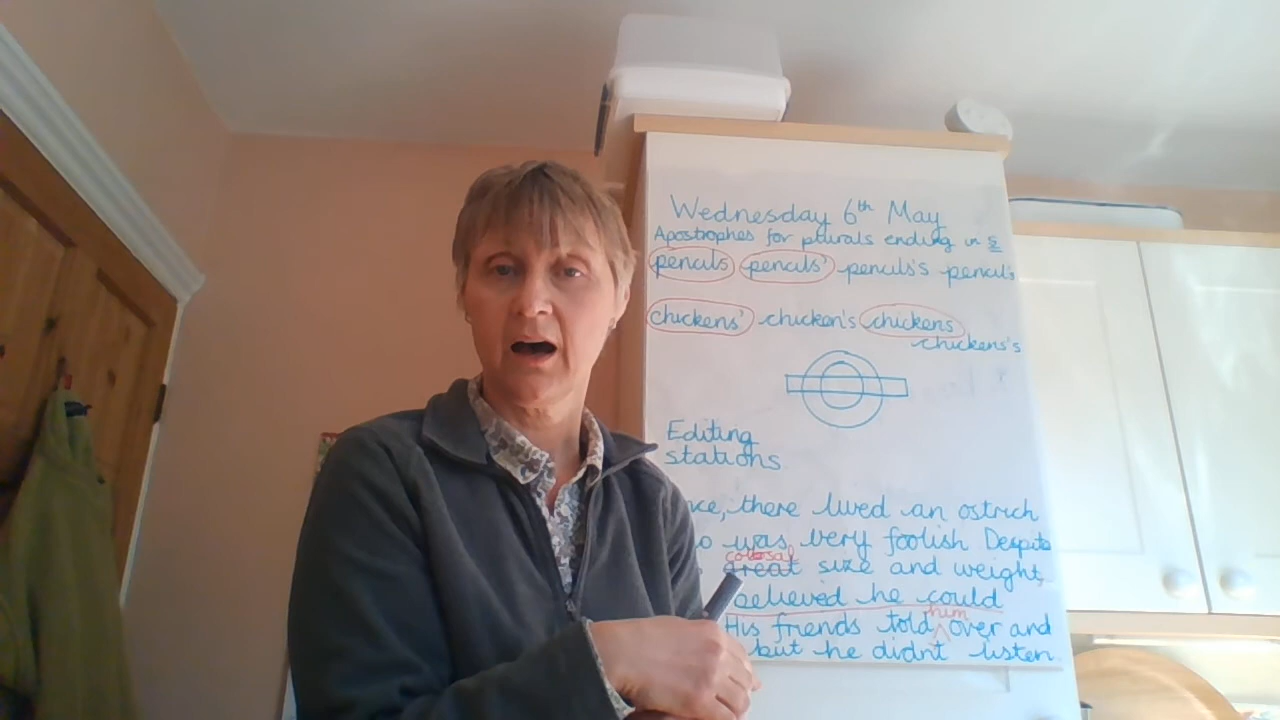 Wednesday 6th May
Apostrophes for plurals ending in s
pencils pencils' pencils's pencil's
chickens' chicken's chickens
chickens's
Editing
stations
there lived an ostrich
was very foolish Despite
colossal
great size and weight,
believed he could
him
His friends told over and
but he didnt listen.